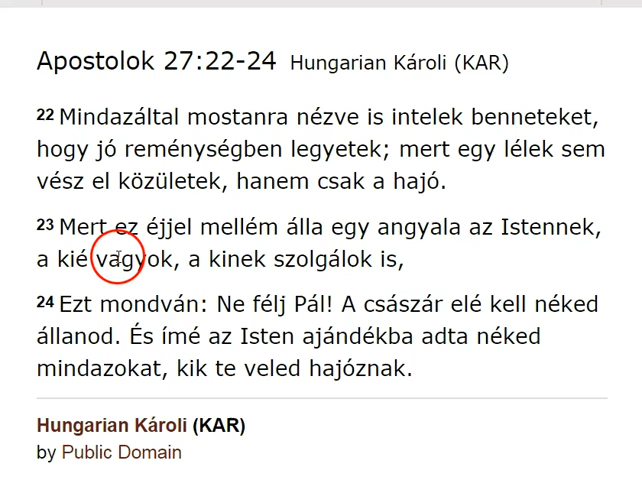 Apostolok 27:22-24 Hungarian Károli (KAR)
22 Mindazáltal mostanra nézve is intelek benneteket,
hogy jó reménységben legyetek; mert egy lélek sem
vész el közületek, hanem csak a hajó.
23 Mert ez éjjel mellém álla egy angyala az Istennek,
a kié vagyok, a kinek szolgálok is,
24 Ezt mondván: Ne félj Pál! A császár elé kell néked
állanod. És ímé az Isten ajándékba adta néked
mindazokat, kik te veled hajóznak.
Hungarian Károli (KAR)
by Public Domain